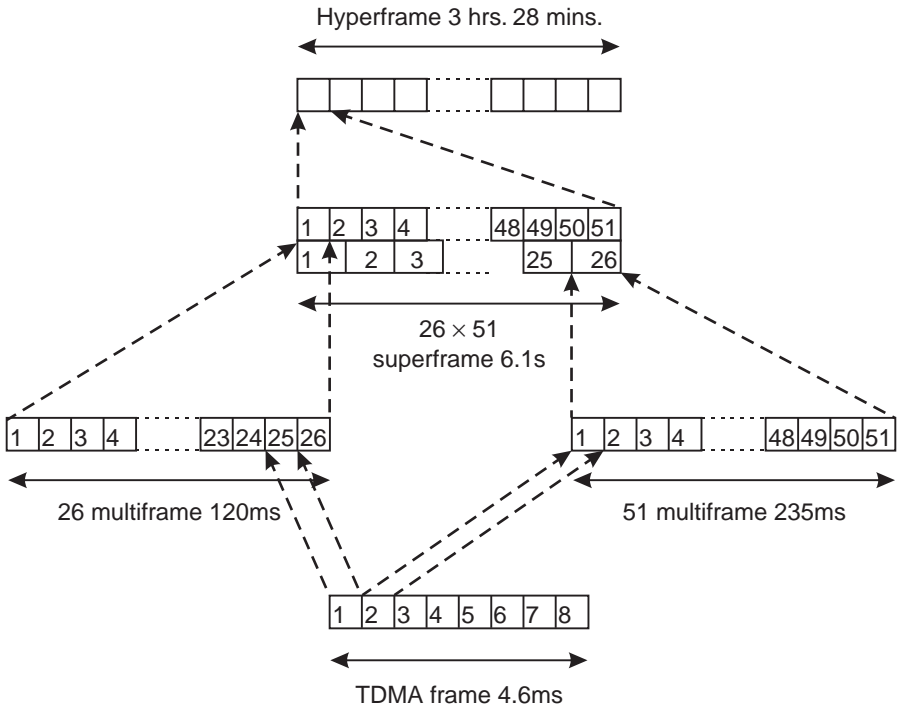 Hyperframe 3 hrs. 28 mins.
1 2 3 4 48 49 50 51
1 2 3 25 26
26 × 51
superframe 6.1s
1 2 3 4 23 24 25 26 1 2 3 4 48 49 50 51
26 multiframe 120ms 51 multiframe 235ms
1 2 3 4 5 6 7 8
TDMA frame 4.6ms